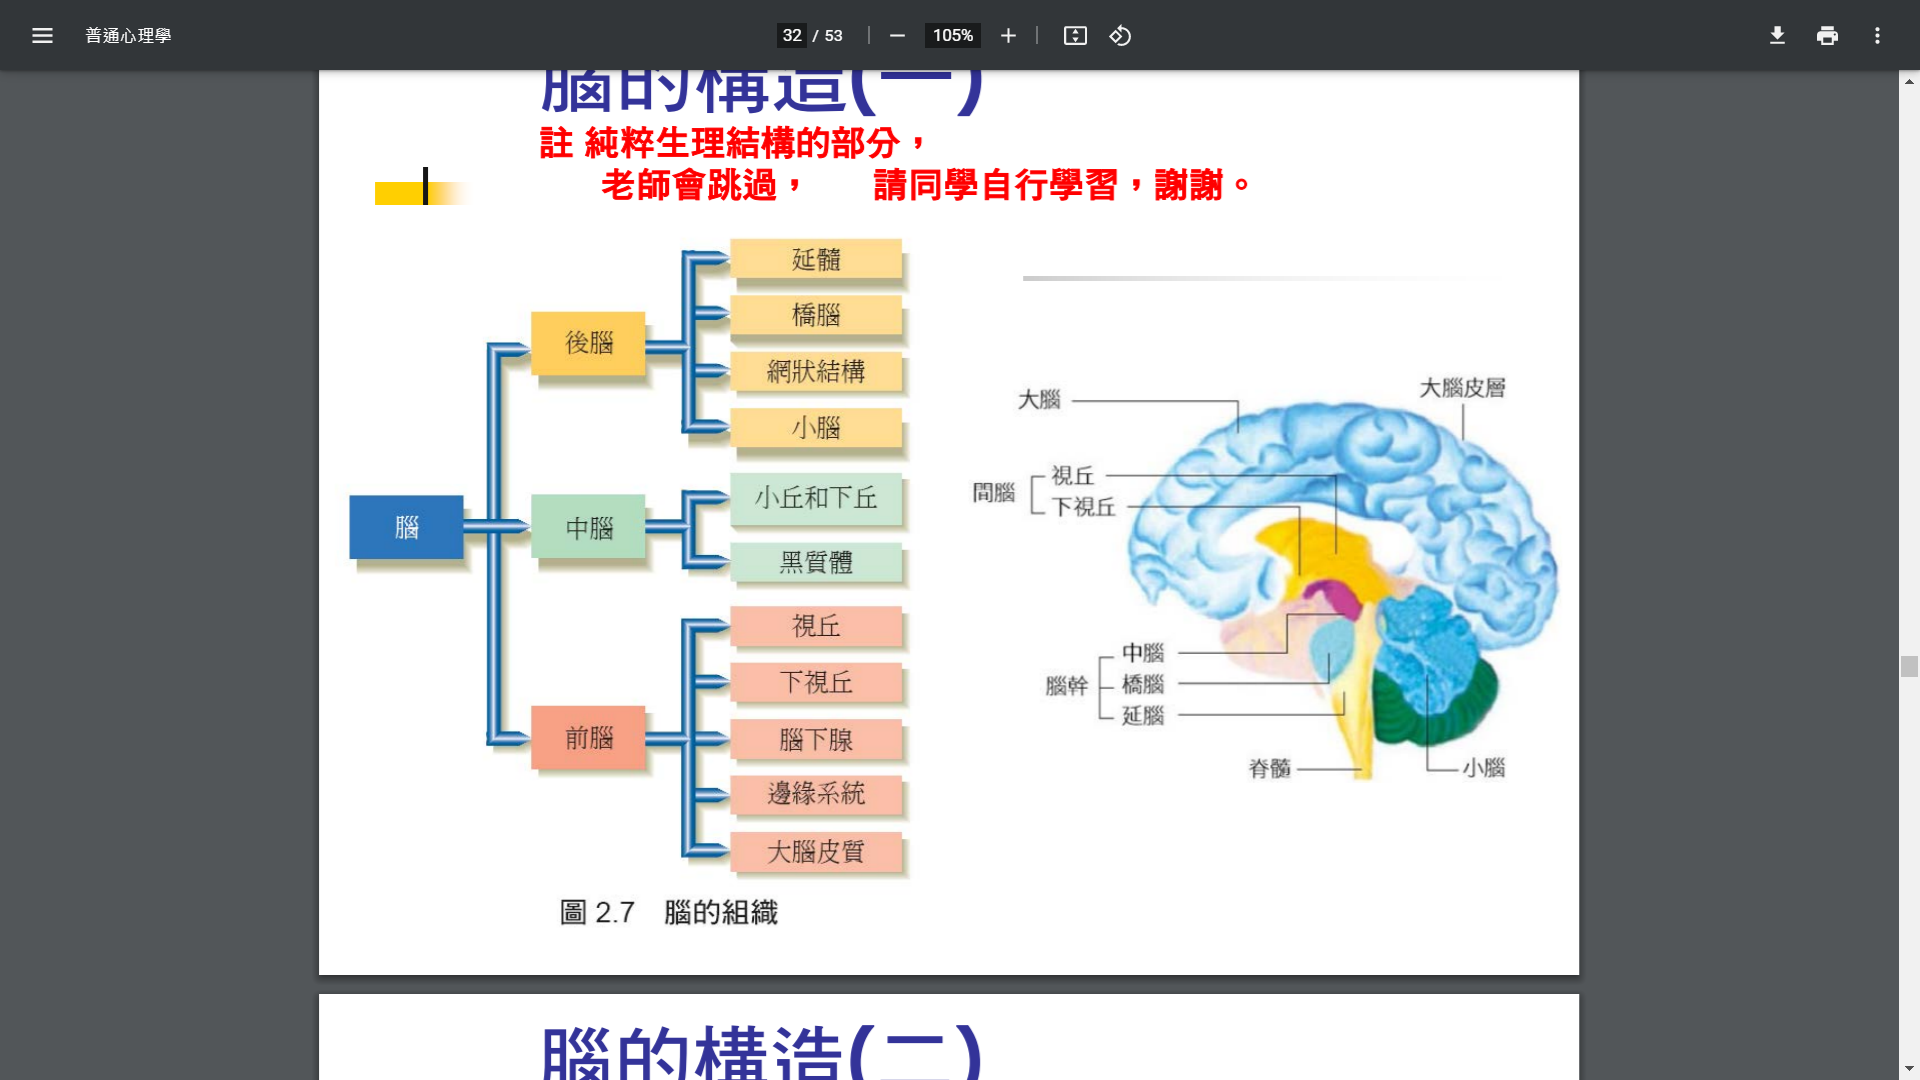 普通心理學
32 / 53
105%
腦的構造(一)
註 純粹生理結構的部分，
老師會跳過， 請同學自行學習，謝謝。
腦
後腦
延髓
橋腦
網狀結構
小腦
中腦
小丘和下丘
黑質體
前腦
視丘
下視丘
腦下腺
邊緣系統
大腦皮質
圖 2.7 腦的組織
大腦
大腦皮層
間腦
視丘
下視丘
腦幹
中腦
橋腦
延腦
脊髓
小腦
腦的構造(二)